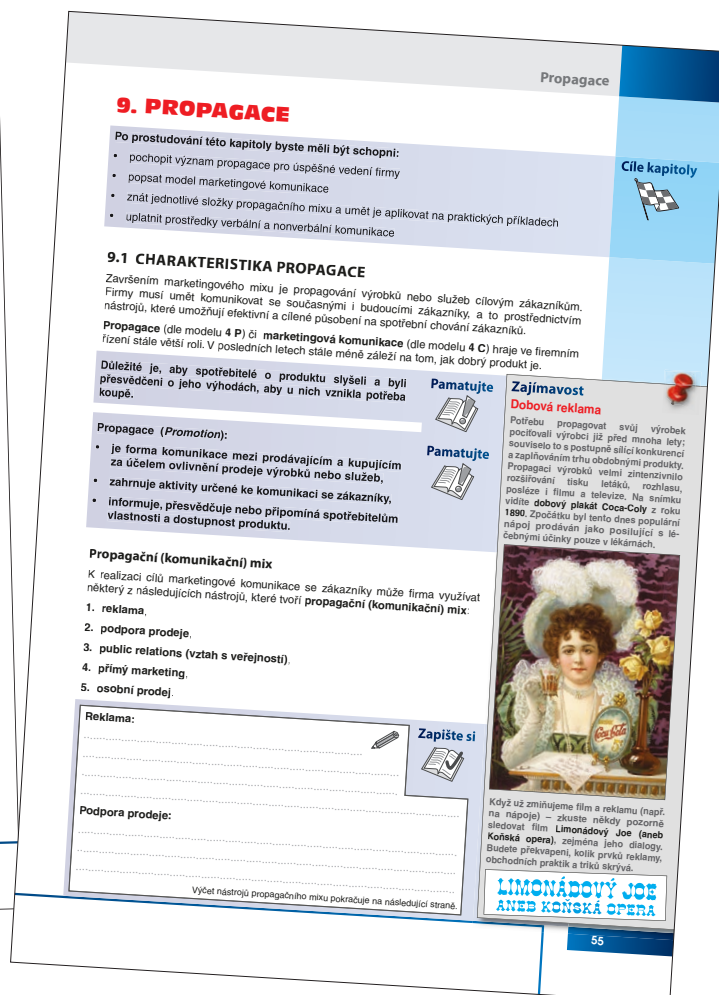 Propagace
9. PROPAGACE
Po prostudování této kapitoly byste měli být schopni:
• pochopit význam propagace pro úspěšné vedení firmy
• popsat model marketingové komunikace
• znát jednotlivé složky propagačního mixu a umět je aplikovat na praktických příkladech
• uplatnit prostředky verbální a nonverbální komunikace
Cíle kapitoly
9.1 CHARAKTERISTIKA PROPAGACE
Završením marketingového mixu je propagování výrobků nebo služeb cílovým zákazníkům.
Firmy musí umět komunikovat se současnými i budoucími zákazníky, a to prostřednictvím
nástrojů, které umožňují efektivní a cílené působení na spotřební chování zákazníků.
Propagace (dle modelu 4 P) či marketingová komunikace (dle modelu 4 C) hraje ve firemním
řízení stále větší roli. V posledních letech stále méně záleží na tom, jak dobrý produkt je.
Důležité je, aby spotřebitelé o produktu slyšeli a byli
přesvědčeni o jeho výhodách, aby u nich vznikla potřeba
koupě.
Pamatujte
Propagace (Promotion):
• je forma komunikace mezi prodávajícím a kupujícím
za účelem ovlivnění prodeje výrobků nebo služeb,
• zahrnuje aktivity určené ke komunikaci se zákazníky,
• informuje, přesvědčuje nebo připomíná spotřebitelům
vlastnosti a dostupnost produktu.
Pamatujte
Propagační (komunikační) mix
K realizaci cílů marketingové komunikace se zákazníky může firma využívat
některý z následujících nástrojů, které tvoří propagační (komunikační) mix:
1. reklama,
2. podpora prodeje,
3. public relations (vztah s veřejností),
4. přímý marketing,
5. osobní prodej.
Reklama:
Zapište si
Podpora prodeje:
Výčet nástrojů propagačního mixu pokračuje na následující straně.
Zajímavost
Dobová reklama
Potřebu propagovat svůj výrobek
pociťovali výrobci již před mnoha lety;
souviselo to s postupně sílící konkurencí
a zaplňováním trhu obdobnými produkty.
Propagaci výrobků velmi zintenzivnilo
rozšiřování tisku letáků, rozhlasu,
posléze i filmu a televize. Na snímku
vidíte dobový plakát Coca-Coly z roku
1890. Zpočátku byl tento dnes populární
nápoj prodáván jako posilující s lé-
čebnými účinky pouze v lékárnách.
Coca-Cola
5¢
Když už zmiňujeme film a reklamu (např.
na nápoje) – zkuste někdy pozorně
sledovat film Limonádový Joe (aneb
Koňská opera), zejména jeho dialogy.
Budete překvapeni, kolik prvků reklamy,
obchodních praktik a triků skrývá.
LIMONÁDOVÝ JOE
ANEB KOŇSKÁ OPERA
55